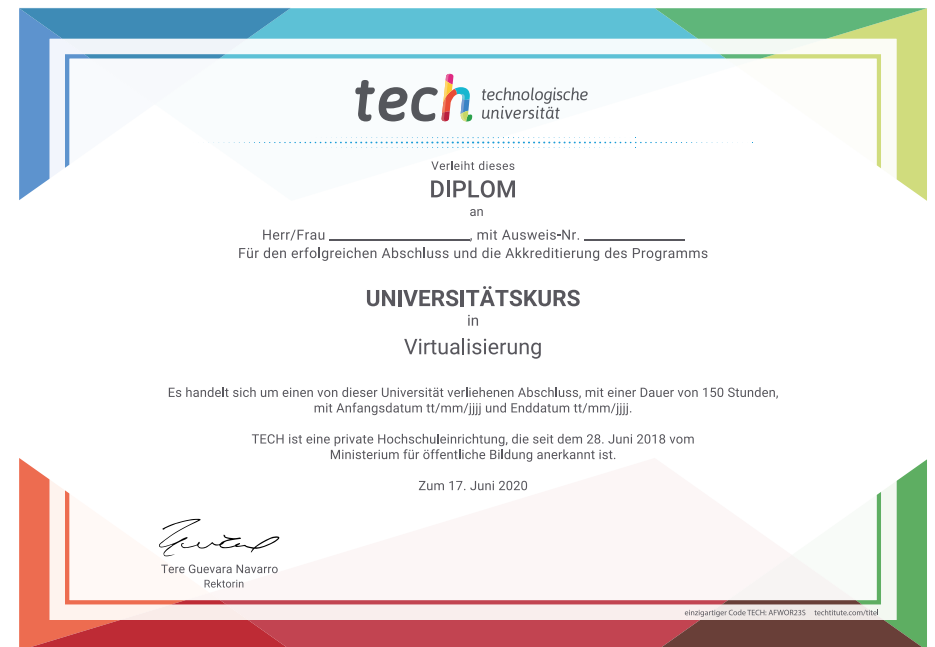 tech technologische
universität
Verleiht dieses
DIPLOM
an
Herr/Frau ____________________, mit Ausweis-Nr. ______________
Für den erfolgreichen Abschluss und die Akkreditierung des Programms
UNIVERSITÄTSKURS
in
Virtualisierung
Es handelt sich um einen von dieser Universität verliehenen Abschluss, mit einer Dauer von 150 Stunden,
mit Anfangsdatum tt/mm/jjjj und Enddatum tt/mm/jjjj.
TECH ist eine private Hochschuleinrichtung, die seit dem 28. Juni 2018 vom
Ministerium für öffentliche Bildung anerkannt ist.
Zum 17. Juni 2020
Tere Guevara Navarro
Rektorin
einzigartiger Code TECH: AFWOR23S techtitute.com/titel